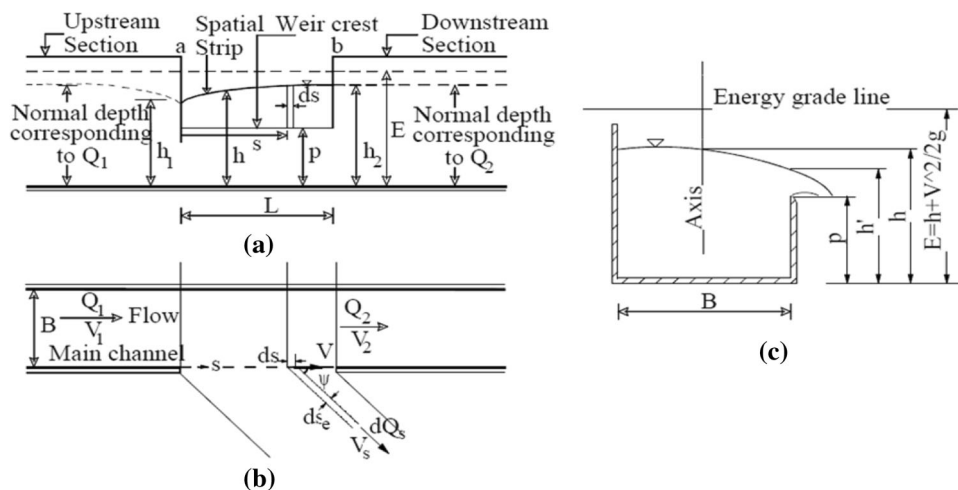 Upstream Section
a
Spatial Strip
Weir crest
b
Downstream Section
ds
E
Normal depth corresponding to Q₁
h₁
h
s
p
h₂
Normal depth corresponding to Q₂
L
(a)
B
Q₁
V₁
Flow
Main channel
s
ds
V
Q₂
V₂
ψ
dsₑ
Vₛ
dQₛ
(b)
Energy grade line
Axis
p
h'
h
E=h+V^2/2g
B
(c)